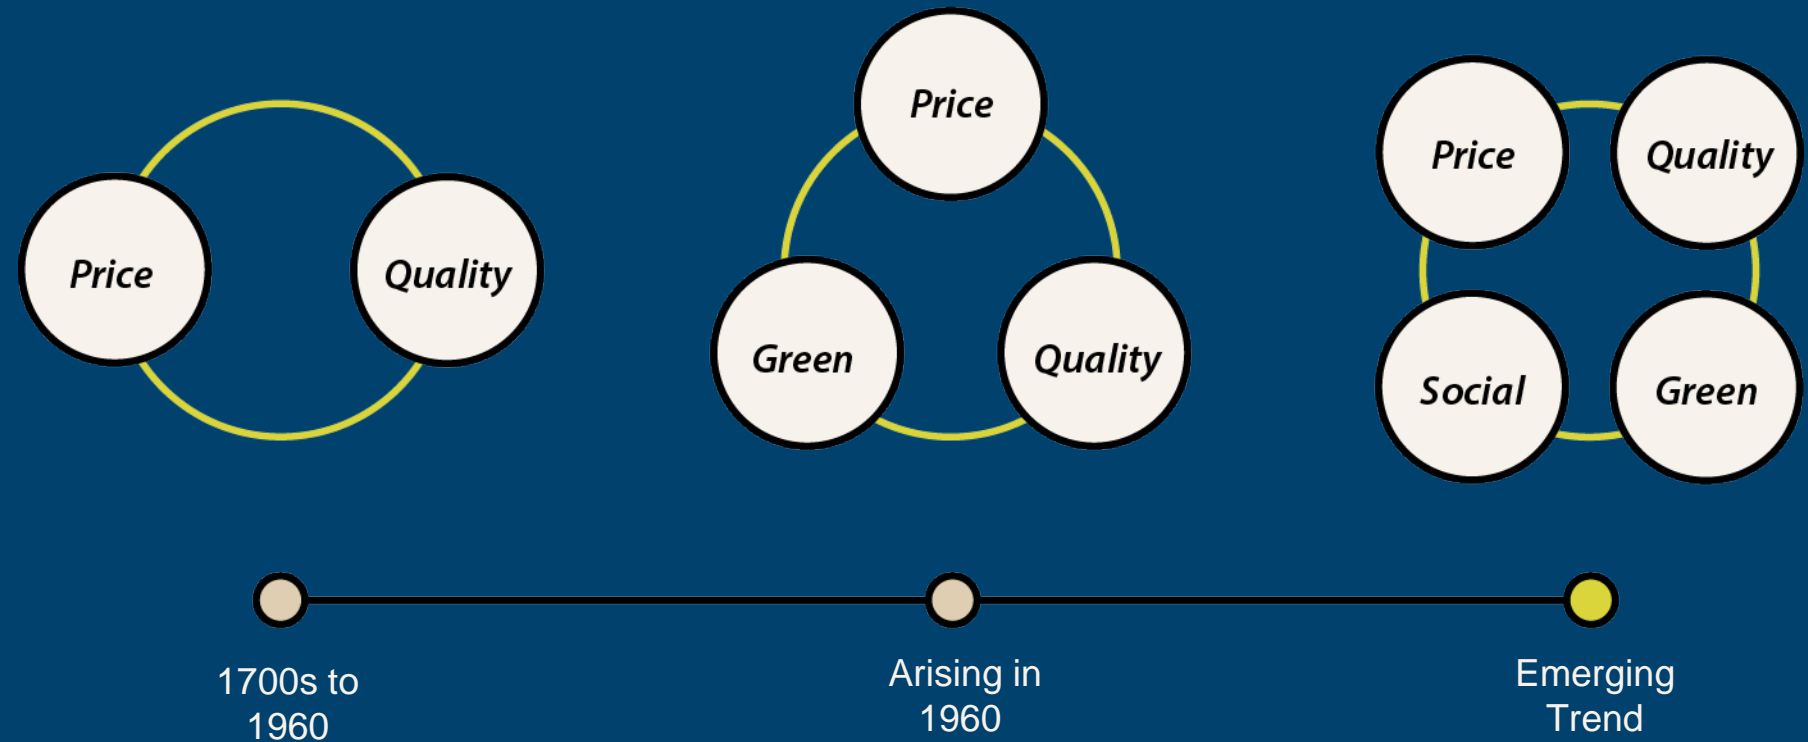 Price
Quality
Price
Green
Quality
Price
Quality
Social
Green
1700s to
1960
Arising in
1960
Emerging
Trend